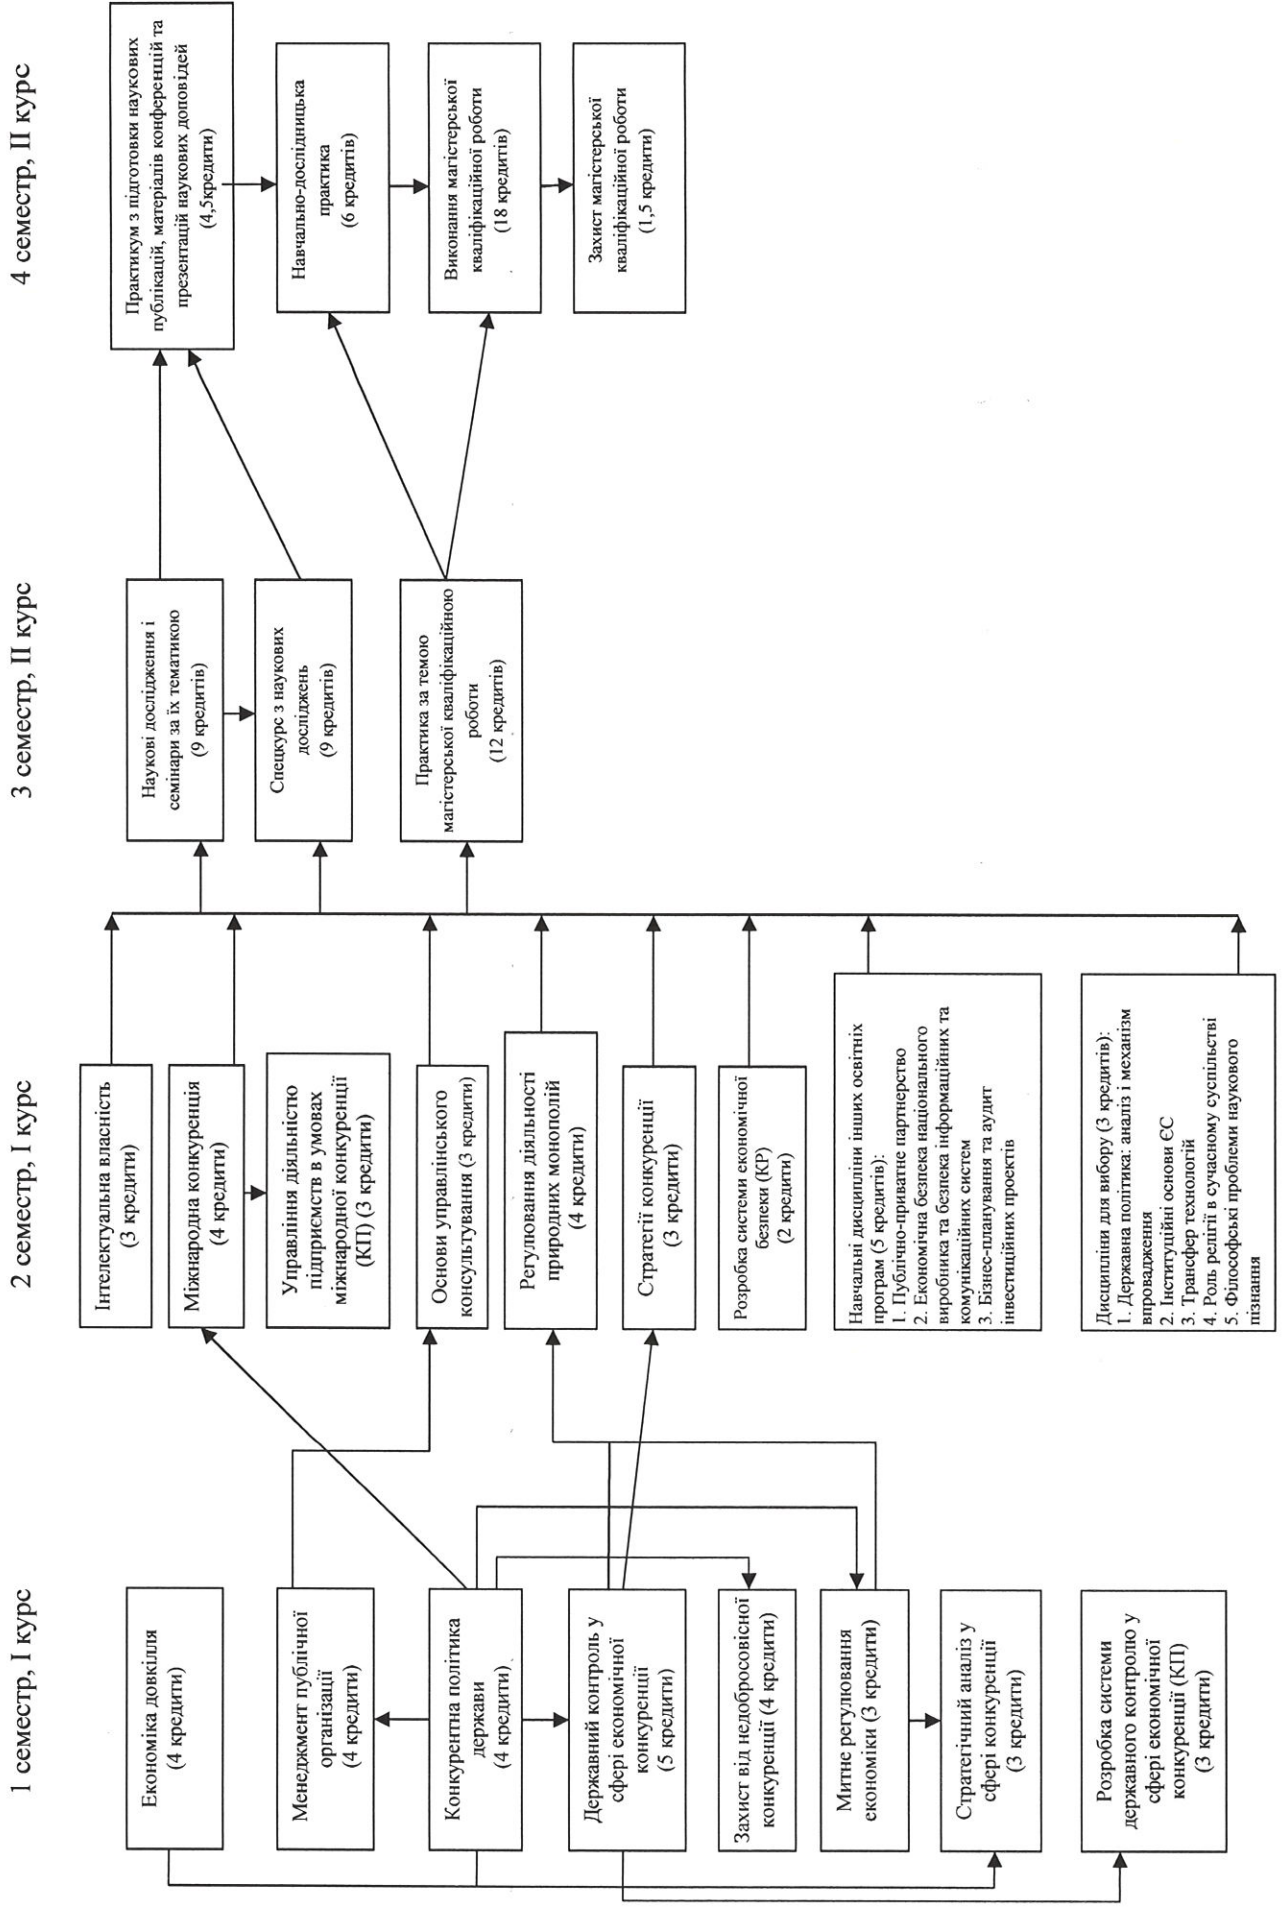 1 семестр, I курс
Економіка довкілля
(4 кредити)
Менеджмент публічної
організації
(4 кредити)
Конкурентна політика
держави
(4 кредити)
Державний контроль у
сфері економічної
конкуренції
(5 кредити)
Захист від недобросовісної
конкуренції (4 кредити)
Митне регулювання
економіки (3 кредити)
Стратегічний аналіз у
сфері конкуренції
(3 кредити)
Розробка системи
державного контролю у
сфері економічної
конкуренції (КП)
(3 кредити)
2 семестр, I курс
Інтелектуальна власність
(3 кредити)
Міжнародна конкуренція
(4 кредити)
Управління діяльністю
підприємств в умовах
міжнародної конкуренції
(КП) (3 кредити)
Основи управлінського
консультування (3 кредити)
Регулювання діяльності
природних монополій
(4 кредити)
Стратегії конкуренції
(3 кредити)
Розробка системи економічної
безпеки (КР)
(2 кредити)
Навчальні дисципліни інших освітніх
програм (5 кредитів):
1. Публічно-приватне партнерство
2. Економічна безпека національного
виробника та безпека інформаційних та
комунікаційних систем
3. Бізнес-планування та аудит
інвестиційних проектів
Дисципліни для вибору (3 кредитів):
1. Державна політика: аналіз і механізм
впровадження
2. Інституційні основи ЄС
3. Трансфер технологій
4. Роль релігії в сучасному суспільстві
5. Філософські проблеми наукового
пізнання
3 семестр, II курс
Наукові дослідження і
семінари за їх тематикою
(9 кредитів)
Спецкурс з наукових
досліджень
(9 кредитів)
Практика за темою
магістерської кваліфікаційною
роботи
(12 кредитів)
4 семестр, II курс
Практикум з підготовки наукових
публікацій, матеріалів конференцій та
презентацій наукових доповідей
(4,5кредити)
Навчально-дослідницька
практика
(6 кредитів)
Виконання магістерської
кваліфікаційної роботи
(18 кредитів)
Захист магістерської
кваліфікаційної роботи
(1,5 кредити)